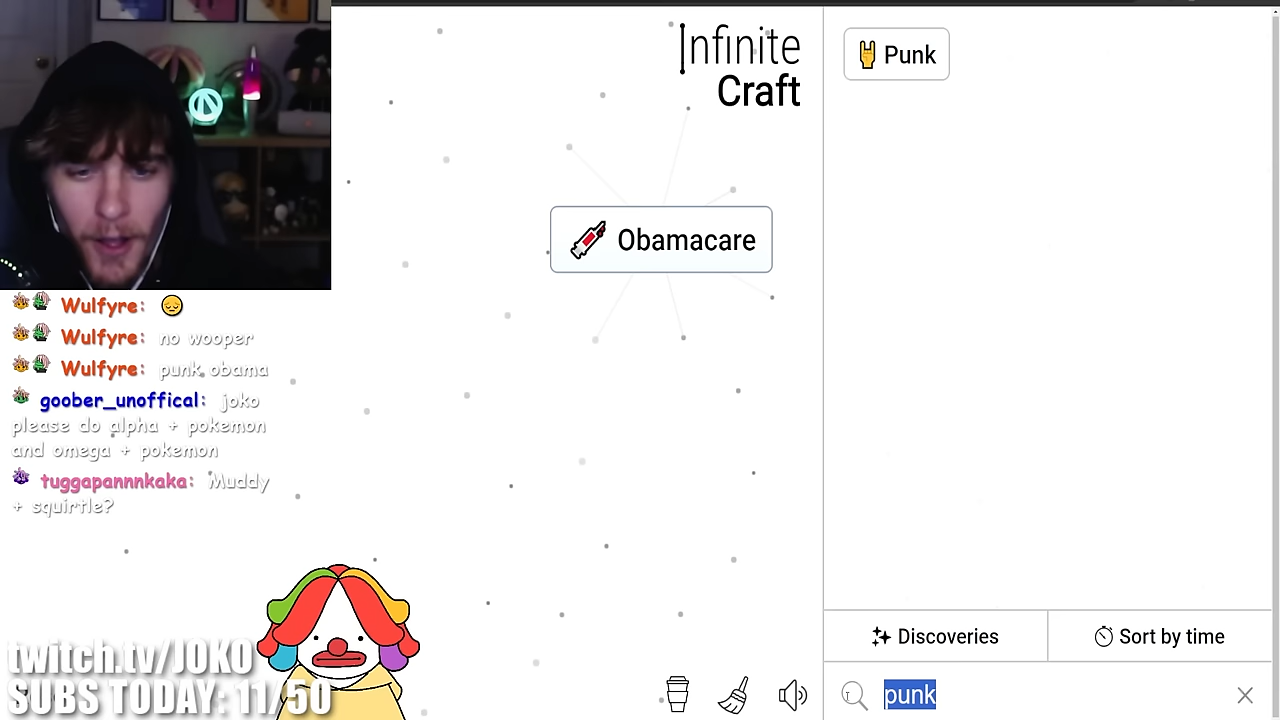 Infinite
Craft
Punk
Obamacare
Wulfyre:
Wulfyre: no wooper
Wulfyre: punk obama
goober_unoffical: joko
please do alpha + pokemon
and omega + pokemon
tuggapannnkaka: Muddy
+ squirtle?
twitch.tv/JOKO
SUBS TODAY: 11/50
Discoveries
Sort by time
punk